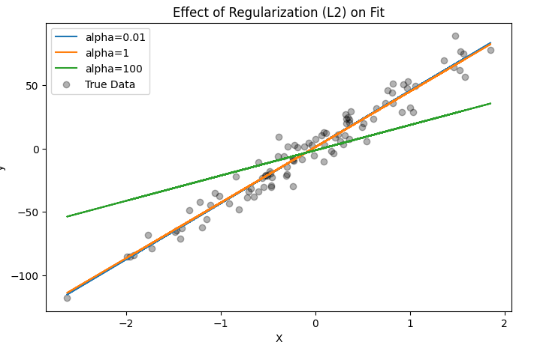 Effect of Regularization (L2) on Fit
alpha=0.01
alpha=1
alpha=100
True Data
50
0
−50
−100
y
−2
−1
0
1
2
X